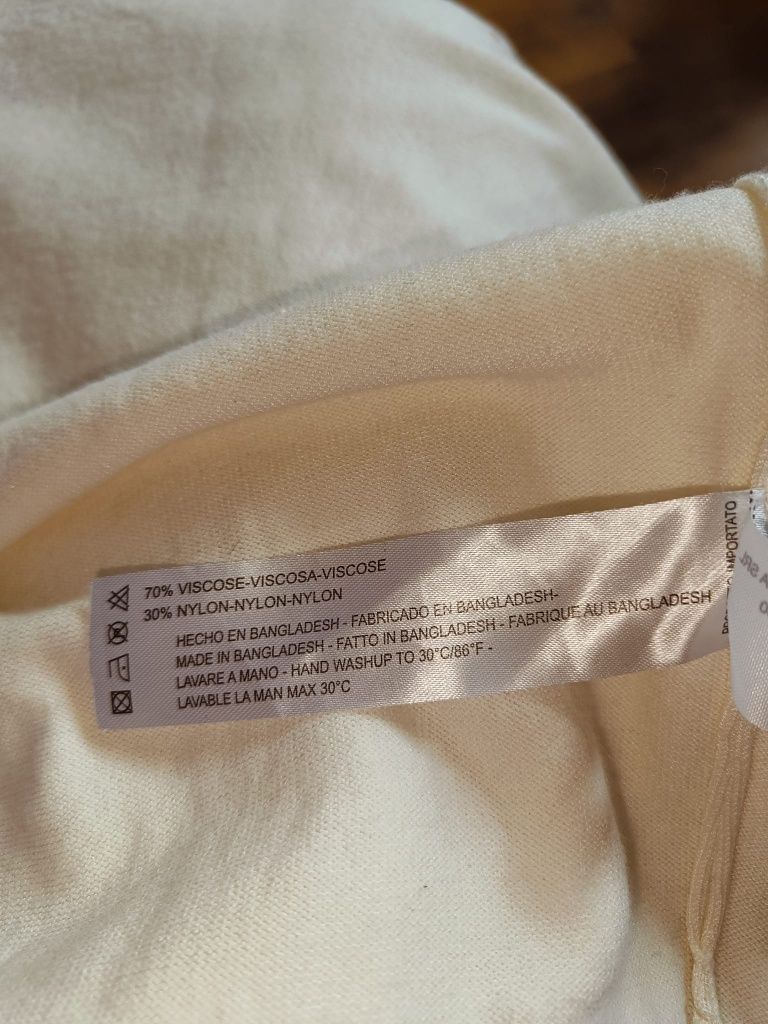 70% VISCOSE-VISCOSA-VISCOSE
30% NYLON-NYLON-NYLON
HECHO EN BANGLADESH - FABRICADO EN BANGLADESH-
MADE IN BANGLADESH - FATTO IN BANGLADESH - FABRIQUE AU BANGLADESH
LAVARE A MANO - HAND WASHUP TO 30°C/86°F -
LAVABLE LA MAN MAX 30°C
IMPORTATO